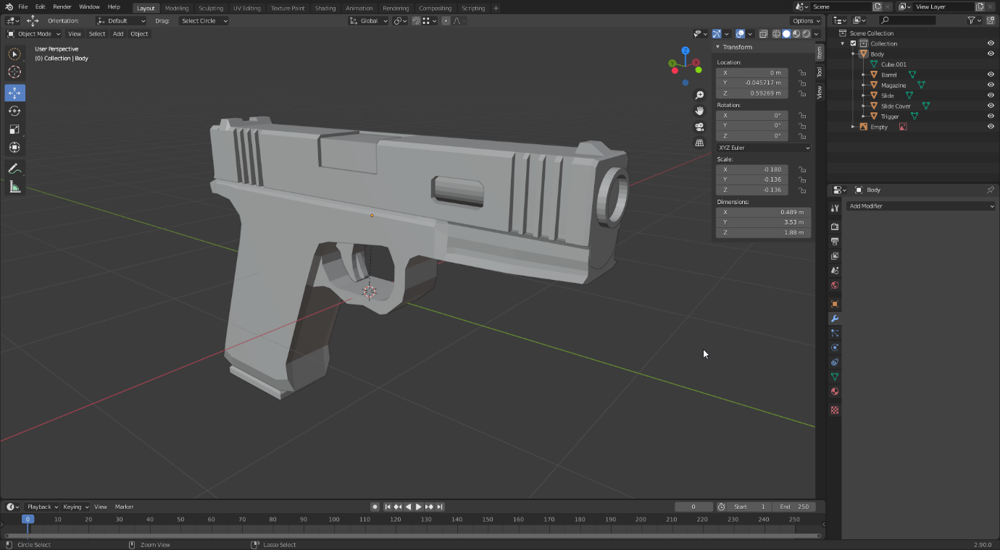 File Edit Render Window Help Layout Modeling Sculpting UV Editing Texture Paint Shading Animation Rendering Compositing Scripting + Scene View Layer
Orientation: Default Drag: Select Circle Global Options
Object Mode View Select Add Object
User Perspective
(0) Collection | Body
Z
Y
X
Transform
Location:
X 0 m
Y -0.045717 m
Z 0.59269 m
Rotation:
X 0°
Y 0°
Z 0°
XYZ Euler
Scale:
X -0.180
Y -0.136
Z -0.136
Dimensions:
X 0.489 m
Y 3.53 m
Z 1.88 m
Item
Tool
View
Scene Collection
Collection
Body
Cube.001
Barrel
Magazine
Slide
Slide Cover
Trigger
Empty
Body
Add Modifier
Playback Keying View Marker 0 Start 1 End 250
0 10 20 30 40 50 60 70 80 90 100 110 120 130 140 150 160 170 180 190 200 210 220 230 240 250
Circle Select Zoom View Lasso Select 2.90.0